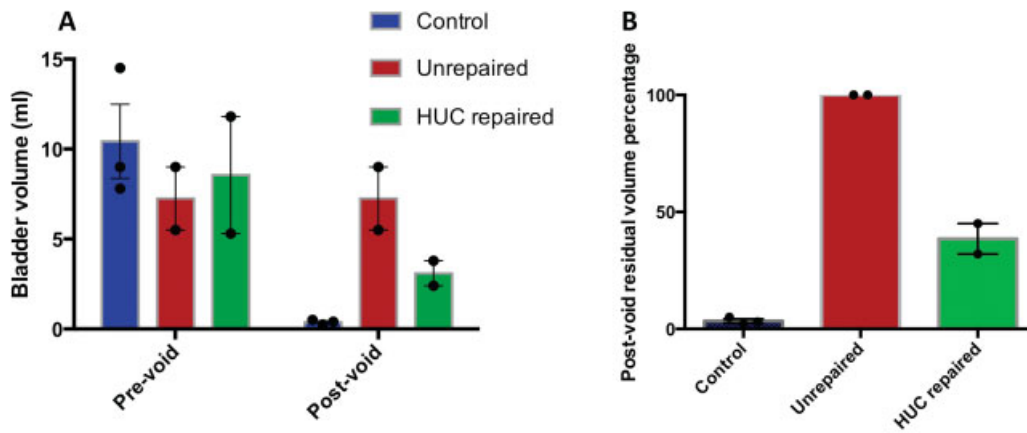 A
Control
Unrepaired
HUC repaired
Bladder volume (ml)
15
10
5
0
Pre-void
Post-void
B
Post-void residual volume percentage
100
50
0
Control
Unrepaired
HUC repaired